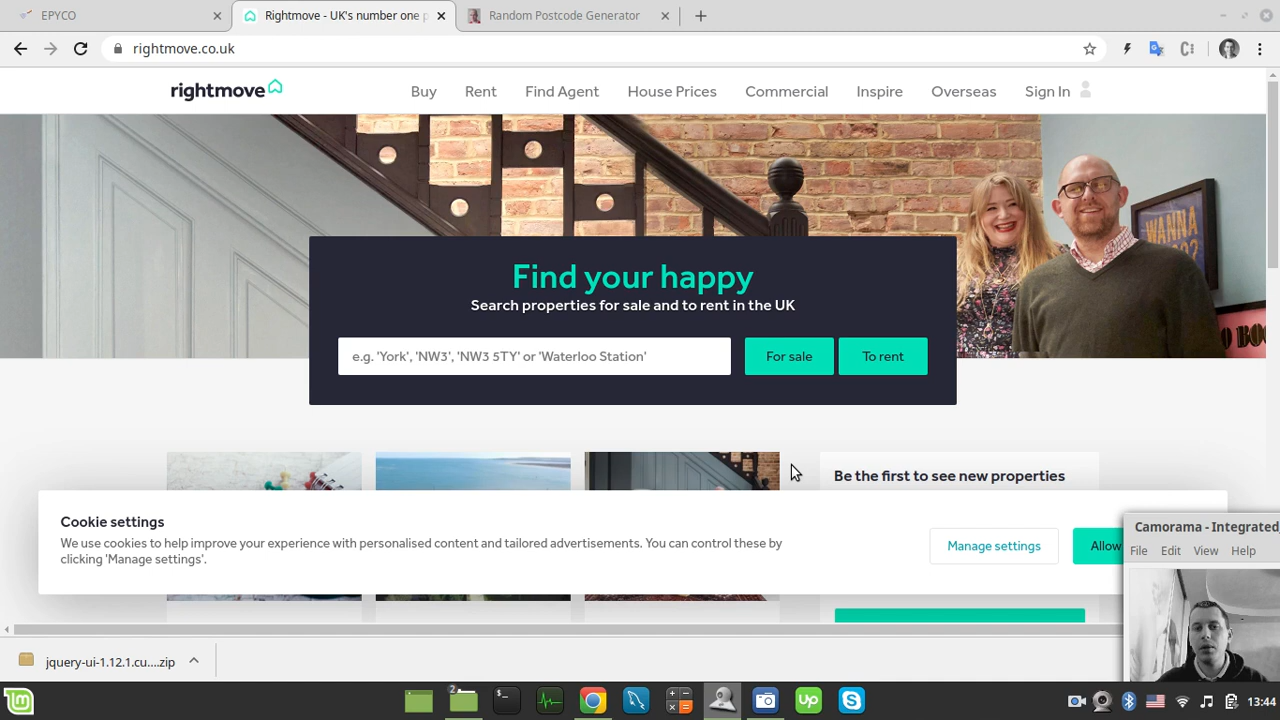 EPYCO
Rightmove - UK's number one p
Random Postcode Generator
rightmove.co.uk
rightmove
Buy
Rent
Find Agent
House Prices
Commercial
Inspire
Overseas
Sign In
WANNA
Find your happy
Search properties for sale and to rent in the UK
e.g. 'York', 'NW3', 'NW3 5TY' or 'Waterloo Station'
For sale
To rent
Be the first to see new properties
Cookie settings
We use cookies to help improve your experience with personalised content and tailored advertisements. You can control these by
clicking 'Manage settings'.
Manage settings
Allow
Camorama - Integrated
File Edit View Help
jquery-ui-1.12.1.cu....zip
2
Up
13:44